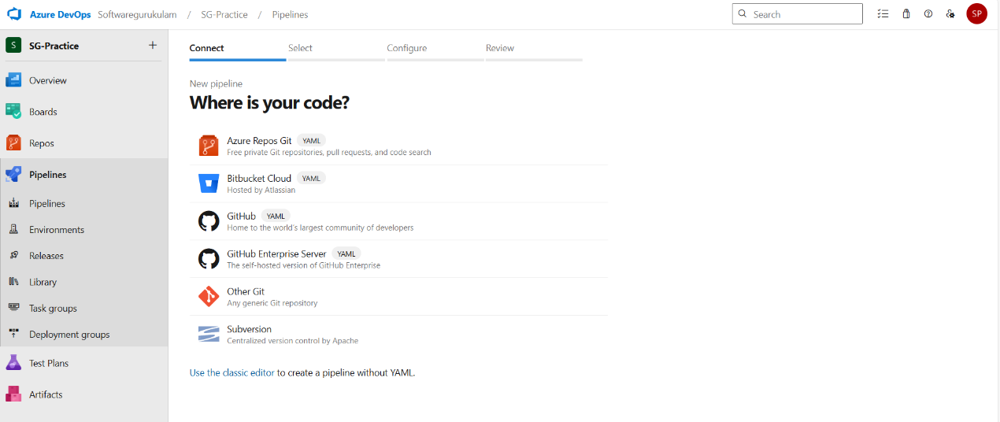 Azure DevOps Softwaregurukulam / SG-Practice / Pipelines
Search
SP
S SG-Practice
Overview
Boards
Repos
Pipelines
Pipelines
Environments
Releases
Library
Task groups
Deployment groups
Test Plans
Artifacts
Connect Select Configure Review
New pipeline
Where is your code?
Azure Repos Git YAML
Free private Git repositories, pull requests, and code search
Bitbucket Cloud YAML
Hosted by Atlassian
GitHub YAML
Home to the world's largest community of developers
GitHub Enterprise Server YAML
The self-hosted version of GitHub Enterprise
Other Git
Any generic Git repository
Subversion
Centralized version control by Apache
Use the classic editor to create a pipeline without YAML.